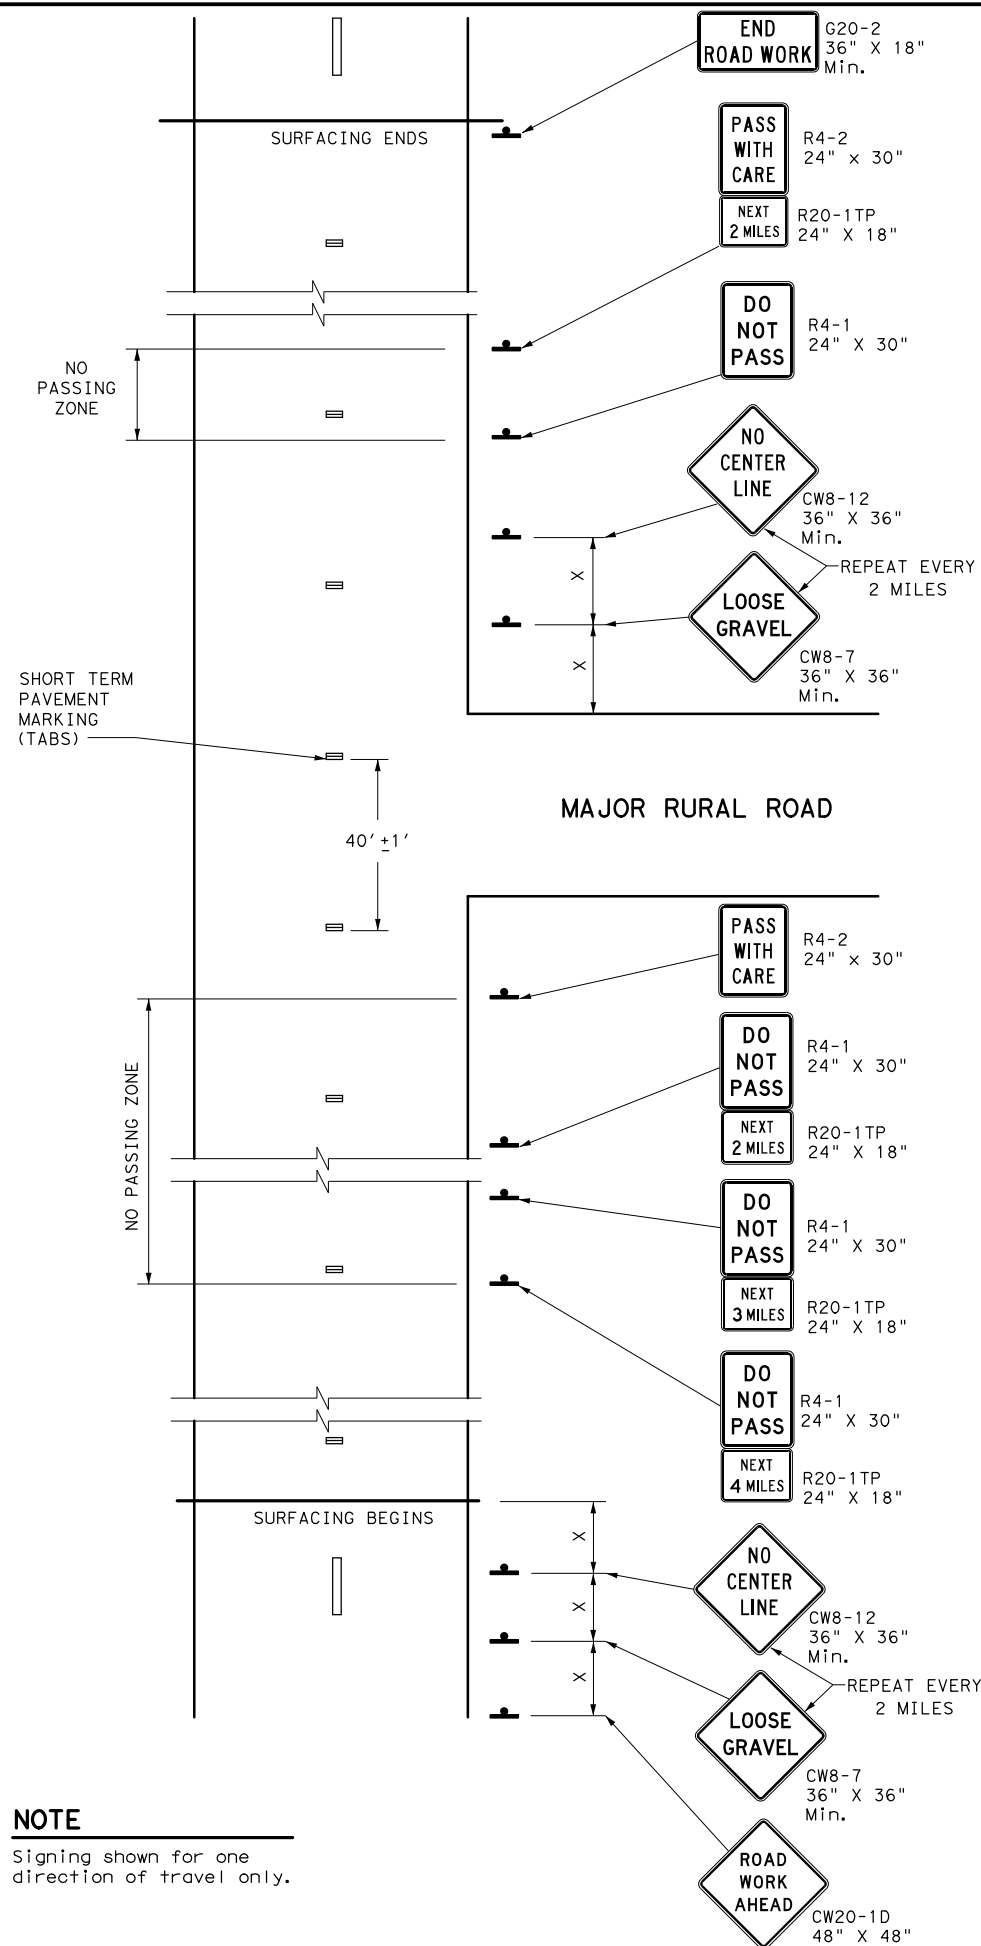 END
ROAD WORK
G20-2
36" X 18"
Min.
SURFACING ENDS
PASS
WITH
CARE
R4-2
24" x 30"
NEXT
2 MILES
R20-1TP
24" X 18"
DO
NOT
PASS
R4-1
24" X 30"
NO
PASSING
ZONE
NO
CENTER
LINE
CW8-12
36" X 36"
Min.
REPEAT EVERY
2 MILES
X
LOOSE
GRAVEL
X
CW8-7
36" X 36"
Min.
SHORT TERM
PAVEMENT
MARKING
(TABS)
MAJOR RURAL ROAD
40'±1'
PASS
WITH
CARE
R4-2
24" x 30"
NO PASSING ZONE
DO
NOT
PASS
R4-1
24" X 30"
NEXT
2 MILES
R20-1TP
24" X 18"
DO
NOT
PASS
R4-1
24" X 30"
NEXT
3 MILES
R20-1TP
24" X 18"
DO
NOT
PASS
R4-1
24" X 30"
NEXT
4 MILES
R20-1TP
24" X 18"
SURFACING BEGINS
X
NO
CENTER
LINE
X
CW8-12
36" X 36"
Min.
REPEAT EVERY
2 MILES
X
LOOSE
GRAVEL
CW8-7
36" X 36"
Min.
NOTE
Signing shown for one
direction of travel only.
ROAD
WORK
AHEAD
CW20-1D
48" X 48"